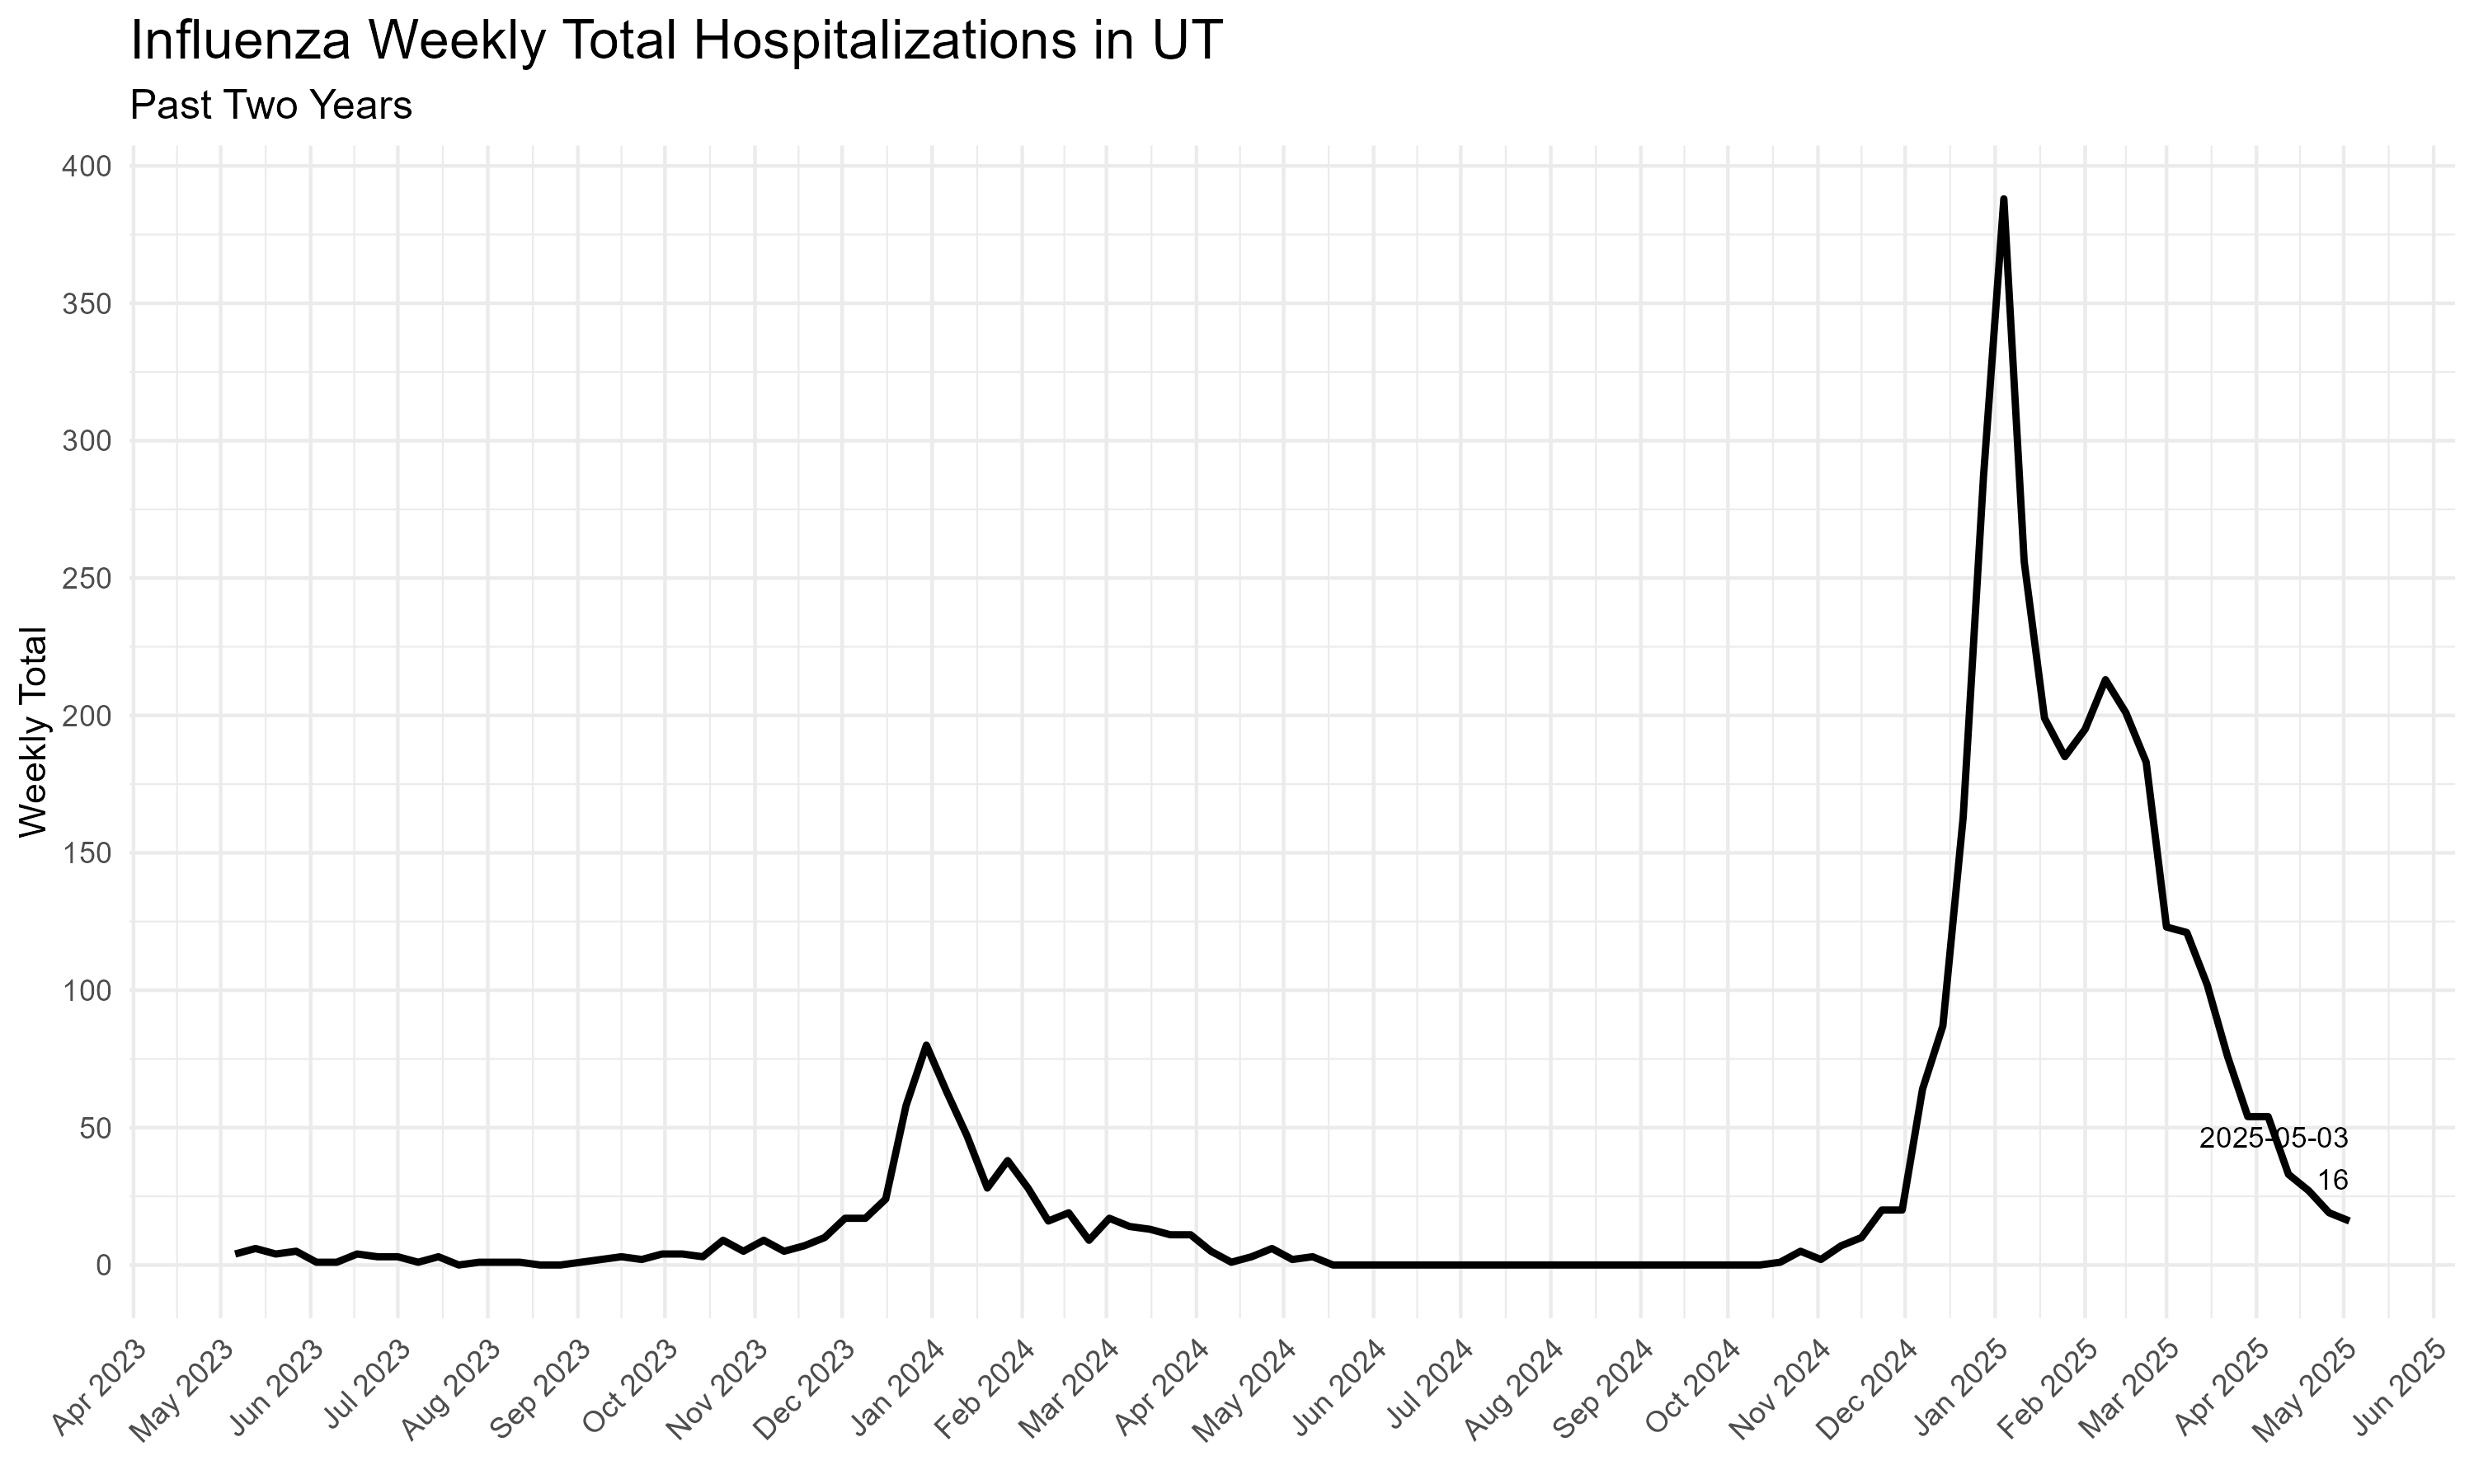 Influenza Weekly Total Hospitalizations in UT
Past Two Years
Weekly Total
400
350
300
250
200
150
100
50
0
2025-05-03
16
Apr 2023
May 2023
Jun 2023
Jul 2023
Aug 2023
Sep 2023
Oct 2023
Nov 2023
Dec 2023
Jan 2024
Feb 2024
Mar 2024
Apr 2024
May 2024
Jun 2024
Jul 2024
Aug 2024
Sep 2024
Oct 2024
Nov 2024
Dec 2024
Jan 2025
Feb 2025
Mar 2025
Apr 2025
May 2025
Jun 2025